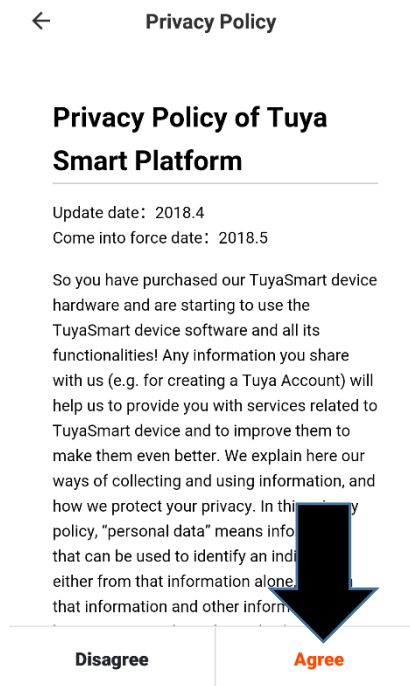 Privacy Policy
Privacy Policy of Tuya
Smart Platform
Update date：2018.4
Come into force date：2018.5
So you have purchased our TuyaSmart device
hardware and are starting to use the
TuyaSmart device software and all its
functionalities! Any information you share
with us (e.g. for creating a Tuya Account) will
help us to provide you with services related to
TuyaSmart device and to improve them to
make them even better. We explain here our
ways of collecting and using information, and
how we protect your privacy. In
policy, “personal data” means
that can be used to identify an
either from that information alone,
that information and other
Disagree
Agree